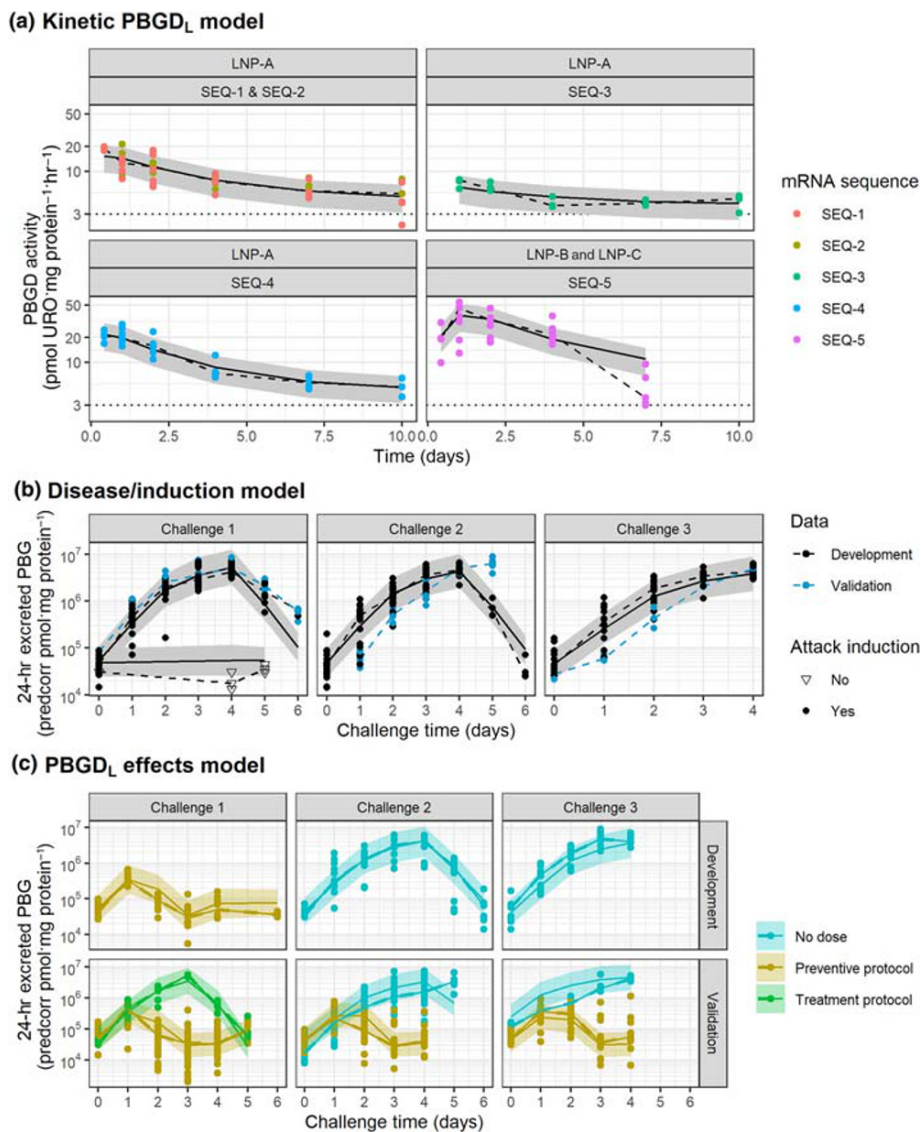 (a) Kinetic PBGDL model
LNP-A
SEQ-1 & SEQ-2
LNP-A
SEQ-3
50
20
10
3
LNP-A
SEQ-4
LNP-B and LNP-C
SEQ-5
50
20
10
3
0.0 2.5 5.0 7.5 10.0 0.0 2.5 5.0 7.5 10.0
Time (days)
PBGD activity
(pmol URO·mg protein⁻¹·hr⁻¹)
mRNA sequence
SEQ-1
SEQ-2
SEQ-3
SEQ-4
SEQ-5
(b) Disease/induction model
Challenge 1 Challenge 2 Challenge 3
10⁷
10⁶
10⁵
10⁴
0 1 2 3 4 5 6 0 1 2 3 4 5 6 0 1 2 3 4
Challenge time (days)
24-hr excreted PBG
(predcorr pmol·mg protein⁻¹)
Data
Development
Validation
Attack induction
No
Yes
(c) PBGDL effects model
Challenge 1 Challenge 2 Challenge 3
10⁷
10⁶
10⁵
10⁴
Development
10⁷
10⁶
10⁵
10⁴
Validation
0 1 2 3 4 5 6 0 1 2 3 4 5 6 0 1 2 3 4 5 6
Challenge time (days)
24-hr excreted PBG
(predcorr pmol·mg protein⁻¹)
No dose
Preventive protocol
Treatment protocol